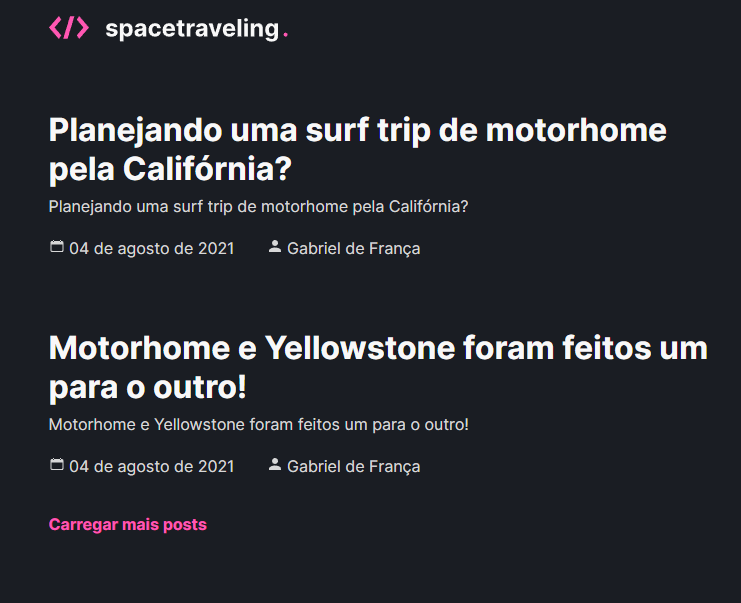 </> spacetraveling.
Planejando uma surf trip de motorhome
pela Califórnia?
Planejando uma surf trip de motorhome pela Califórnia?
04 de agosto de 2021 Gabriel de França
Motorhome e Yellowstone foram feitos um
para o outro!
Motorhome e Yellowstone foram feitos um para o outro!
04 de agosto de 2021 Gabriel de França
Carregar mais posts